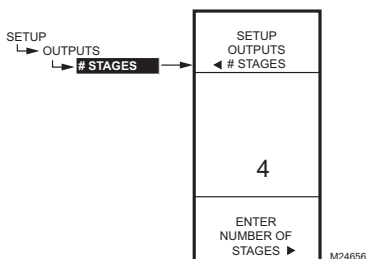 SETUP
OUTPUTS
# STAGES
SETUP
OUTPUTS
◄ # STAGES
4
ENTER
NUMBER OF
STAGES ►
M24656